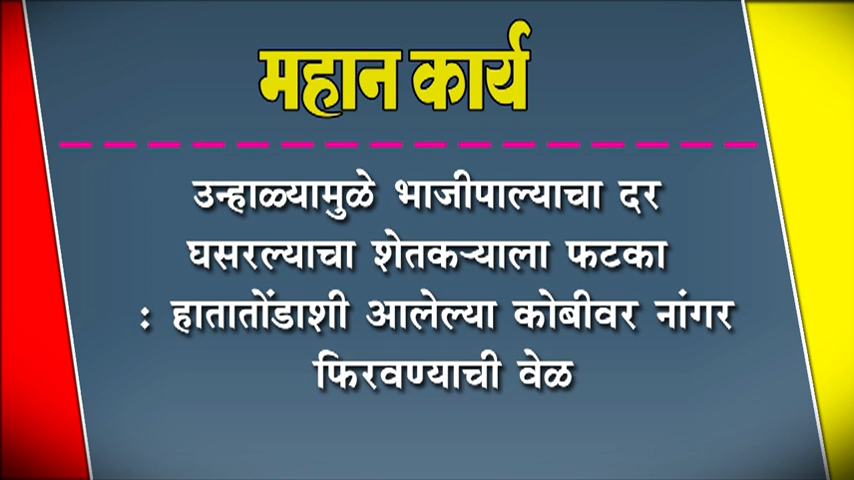 महान कार्य
उन्हाळ्यामुळे भाजीपाल्याचा दर
घसरल्याचा शेतकऱ्याला फटका
: हातातोंडाशी आलेल्या कोबीवर नांगर
फिरवण्याची वेळ